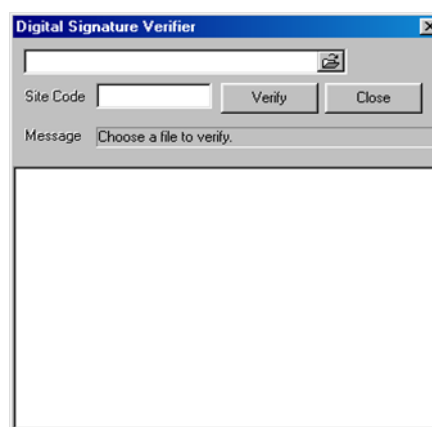 Digital Signature Verifier
Site Code
Verify
Close
Message
Choose a file to verify.